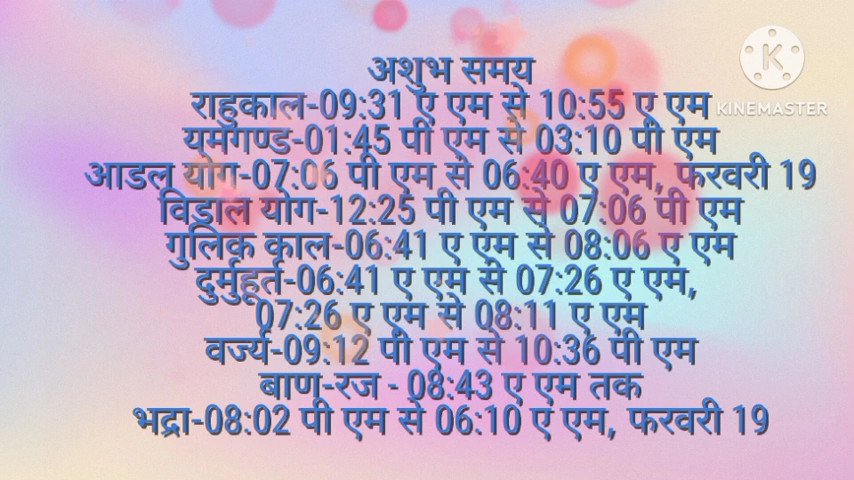 अशुभ समय
राहुकाल-09:31 ए एम से 10:55 ए एम
यमगण्ड-01:45 पी एम से 03:10 पी एम
आडल योग-07:06 पी एम से 06:40 ए एम, फरवरी 19
विडाल योग-12:25 पी एम से 07:06 पी एम
गुलिक काल-06:41 ए एम से 08:06 ए एम
दुर्मुहूर्त-06:41 ए एम से 07:26 ए एम,
07:26 ए एम से 08:11 ए एम
वर्ज्य-09:12 पी एम से 10:36 पी एम
बाण-रज - 08:43 ए एम तक
भद्रा-08:02 पी एम से 06:10 ए एम, फरवरी 19
K
KINEMASTER